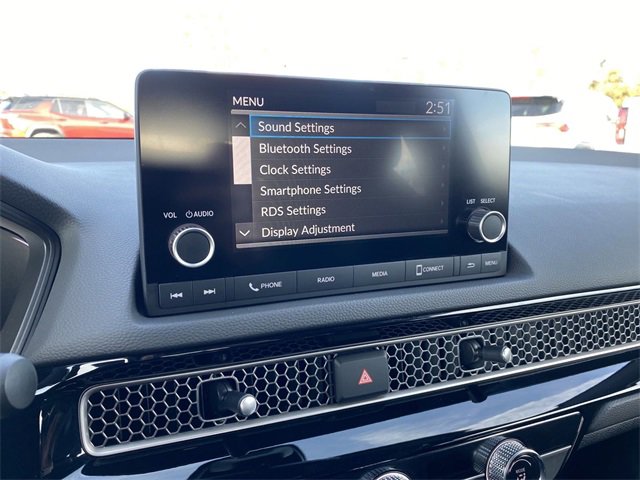 MENU 2:51
Sound Settings
Bluetooth Settings
Clock Settings
Smartphone Settings
RDS Settings
Display Adjustment
VOL AUDIO
LIST SELECT
PHONE RADIO MEDIA CONNECT MENU